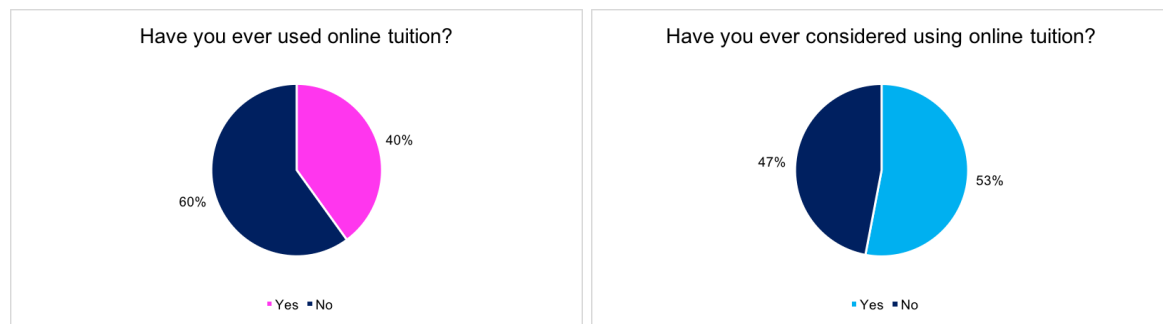 Have you ever used online tuition?
40%
60%
Yes No
Have you ever considered using online tuition?
47%
53%
Yes No